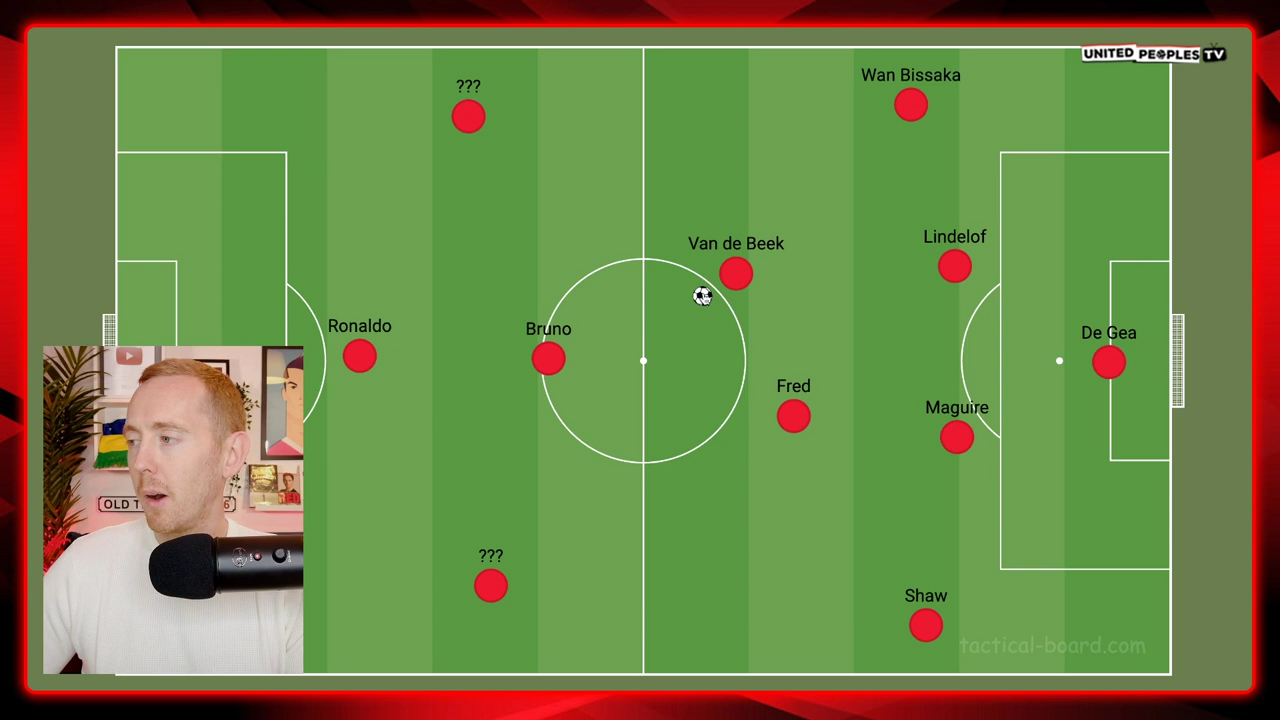 UNITED PEOPLES TV
???
Wan Bissaka
Van de Beek
Lindelof
Ronaldo
Bruno
De Gea
Fred
Maguire
OLD T
6
???
Shaw
tactical-board.com